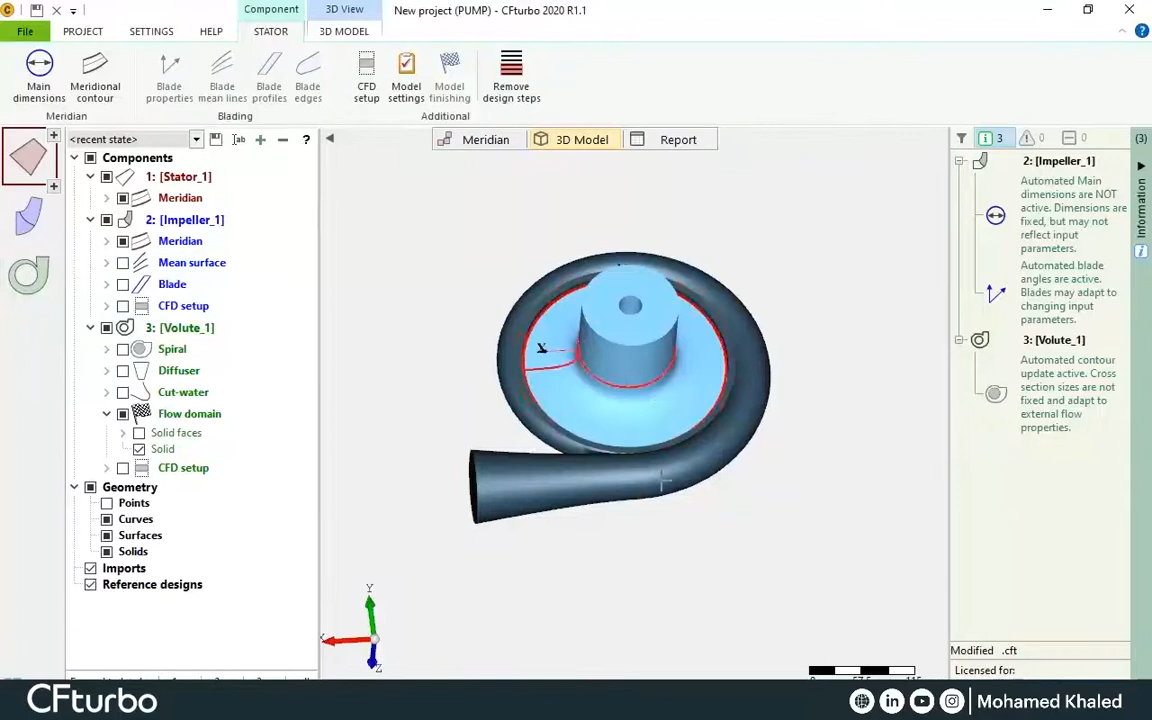 Component
3D View
New project (PUMP) - CFturbo 2020 R1.1
File
PROJECT
SETTINGS
HELP
STATOR
3D MODEL
Main dimensions
Meridional contour
Blade properties
Blade mean lines
Blade profiles
Blade edges
CFD setup
Model settings
Model finishing
Remove design steps
Meridian
Blading
Additional
<recent state>
ab
?
Meridian
3D Model
Report
3
0
0
(3)
Components
1: [Stator_1]
Meridian
2: [Impeller_1]
Meridian
Mean surface
Blade
CFD setup
3: [Volute_1]
Spiral
Diffuser
Cut-water
Flow domain
Solid faces
Solid
CFD setup
Geometry
Points
Curves
Surfaces
Solids
Imports
Reference designs
X
Y
Z
2: [Impeller_1]
Automated Main
dimensions are NOT
active. Dimensions are
fixed, but may not
reflect input
parameters.
Automated blade
angles are active.
Blades may adapt to
changing input
parameters.
3: [Volute_1]
Automated contour
update active. Cross
section sizes are not
fixed and adapt to
external flow
properties.
Information
Modified .cft
Licensed for:
CFturbo
Mohamed Khaled